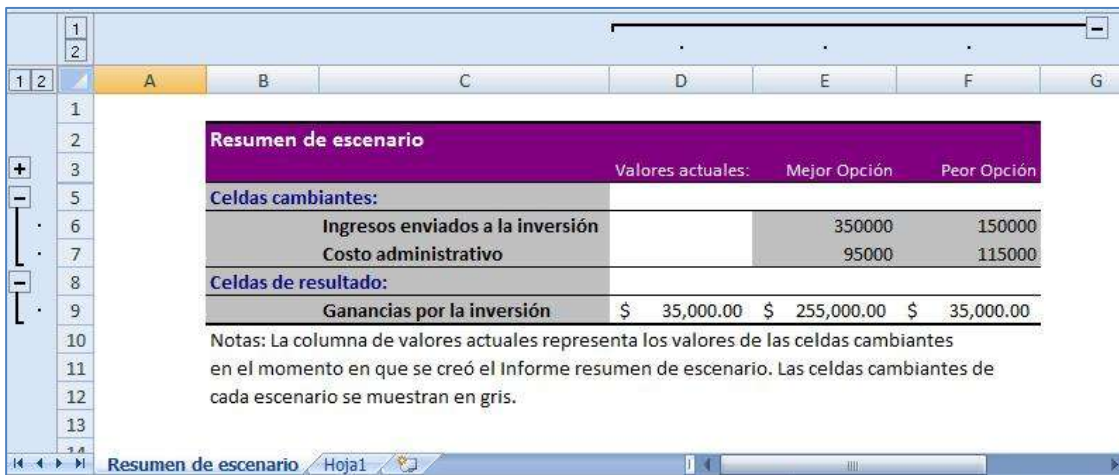 1
2
1 2 A B C D E F G
1
2 Resumen de escenario
3 Valores actuales: Mejor Opción Peor Opción
5 Celdas cambiantes:
6 Ingresos enviados a la inversión 350000 150000
7 Costo administrativo 95000 115000
8 Celdas de resultado:
9 Ganancias por la inversión $ 35,000.00 $ 255,000.00 $ 35,000.00
10 Notas: La columna de valores actuales representa los valores de las celdas cambiantes
11 en el momento en que se creó el Informe resumen de escenario. Las celdas cambiantes de
12 cada escenario se muestran en gris.
13
14
Resumen de escenario Hoja1